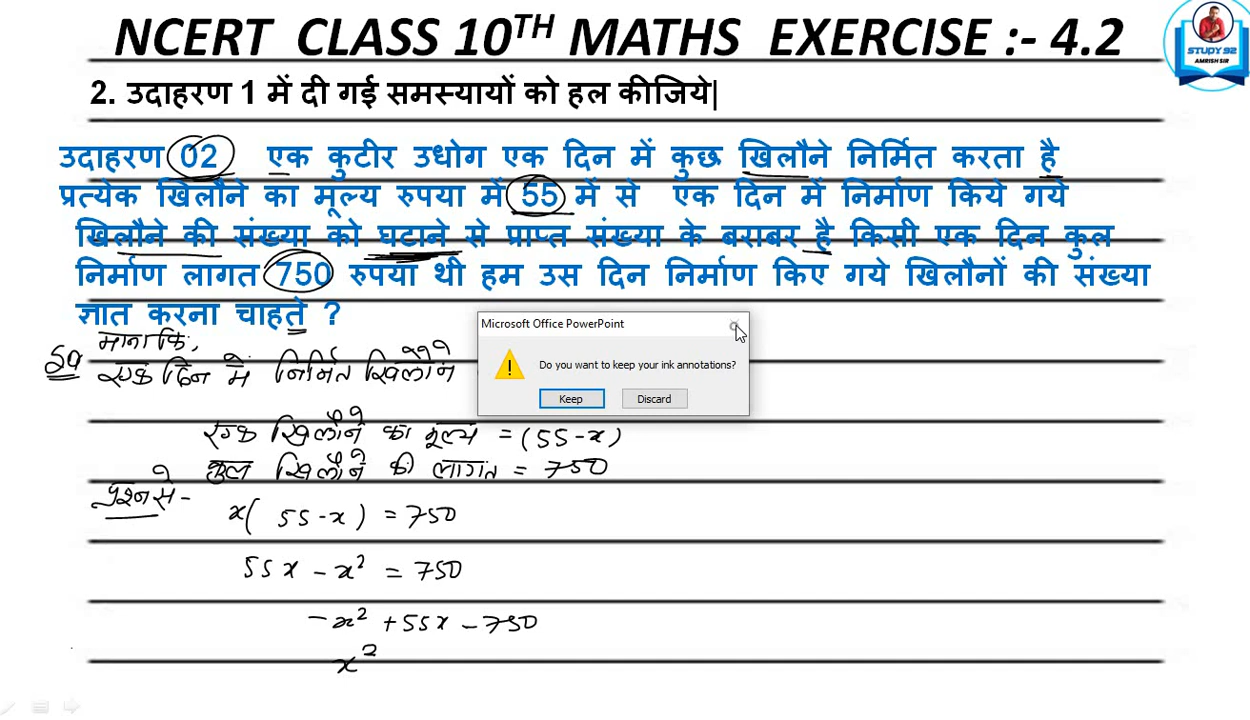 NCERT CLASS 10TH MATHS EXERCISE :- 4.2
STUDY 92
AMRISH SIR
2. उदाहरण 1 में दी गई समस्यायों को हल कीजिये|
उदाहरण 02 एक कुटीर उधोग एक दिन में कुछ खिलौने निर्मित करता है
प्रत्येक खिलौने का मूल्य रुपया में 55 में से एक दिन में निर्माण किये गये
खिलौने की संख्या को घटाने से प्राप्त संख्या के बराबर है किसी एक दिन कुल
निर्माण लागत 750 रुपया थी हम उस दिन निर्माण किए गये खिलौनों की संख्या
ज्ञात करना चाहते ?
माना कि,
एक दिन में निर्मित खिलौने
Microsoft Office PowerPoint
Do you want to keep your ink annotations?
Keep Discard
एक खिलौने का मूल्य = (55-x)
कुल खिलौने की लागत = 750
प्रश्न से -
x( 55-x) = 750
55x - x² = 750
-x² +55x - 750
x²